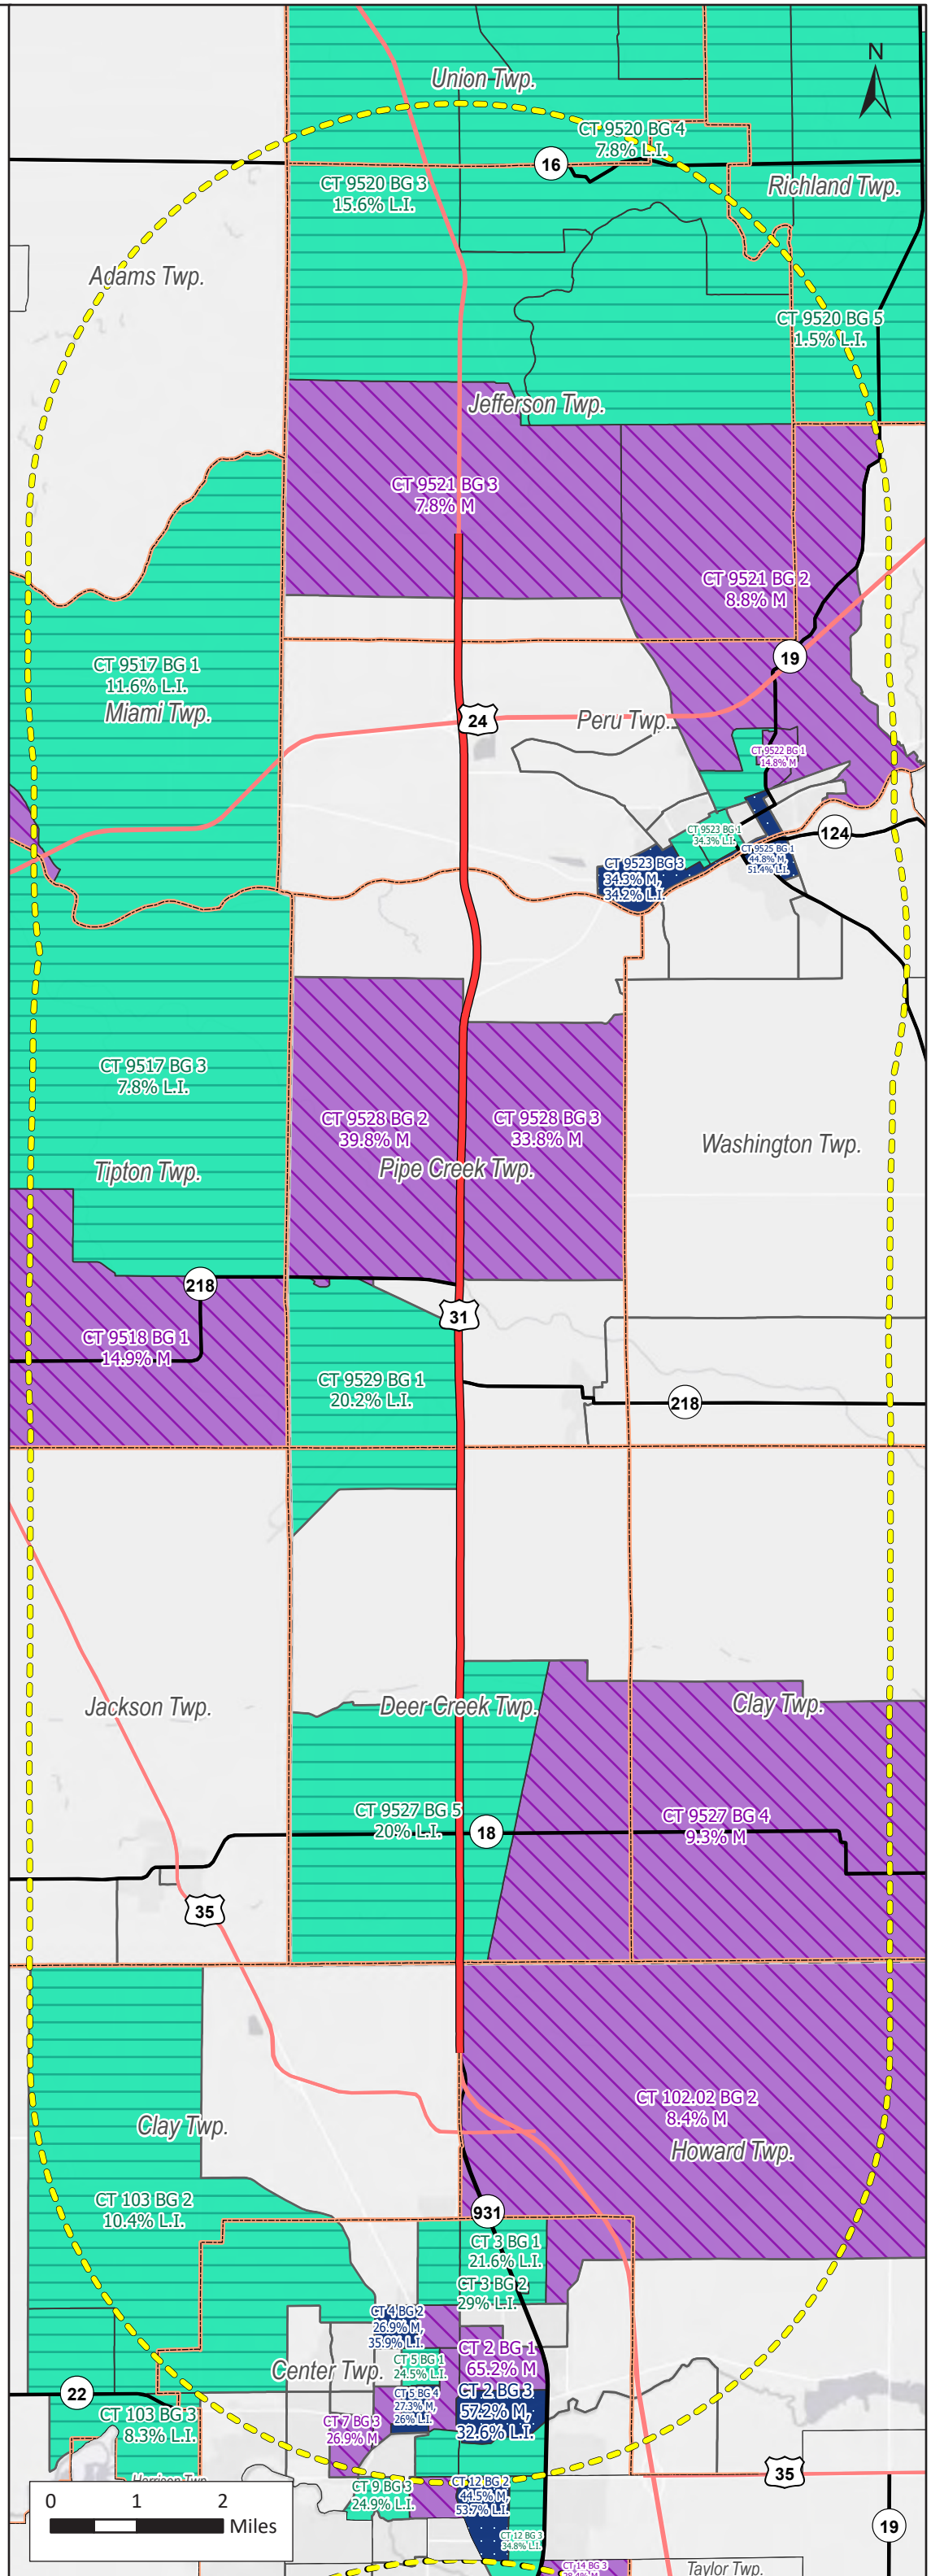 N
Union Twp.
CT 9520 BG 4
7.8% L.I.
16
CT 9520 BG 3
15.6% L.I.
Richland Twp.
Adams Twp.
CT 9520 BG 5
1.5% L.I.
Jefferson Twp.
CT 9521 BG 3
7.8% M
CT 9521 BG 2
8.8% M
19
CT 9517 BG 1
11.6% L.I.
Miami Twp.
24
Peru Twp.
CT 9522 BG 1
14.8% M
CT 9523 BG 1
34.3% L.I.
124
CT 9525 BG 1
44.8% M,
51.4% L.I.
CT 9523 BG 3
34.3% M,
34.2% L.I.
CT 9517 BG 3
7.8% L.I.
CT 9528 BG 2
39.8% M
CT 9528 BG 3
33.8% M
Washington Twp.
Pipe Creek Twp.
Tipton Twp.
218
31
CT 9518 BG 1
14.9% M
CT 9529 BG 1
20.2% L.I.
218
Jackson Twp.
Deer Creek Twp.
Clay Twp.
CT 9527 BG 5
20% L.I.
18
CT 9527 BG 4
9.3% M
35
CT 102.02 BG 2
8.4% M
Clay Twp.
Howard Twp.
CT 103 BG 2
10.4% L.I.
931
CT 3 BG 1
21.6% L.I.
CT 3 BG 2
29% L.I.
CT 4 BG 2
26.9% M,
35.9% L.I.
CT 2 BG 1
65.2% M
CT 5 BG 1
24.5% L.I.
Center Twp.
22
CT 5 BG 4
27.3% M,
26% L.I.
CT 2 BG 3
57.2% M,
32.6% L.I.
CT 103 BG 3
8.3% L.I.
CT 7 BG 3
26.9% M
35
Harrison Twp.
CT 9 BG 3
24.9% L.I.
CT 12 BG 2
44.5% M,
53.7% L.I.
0 1 2
Miles
19
CT 12 BG 3
34.8% L.I.
CT 14 BG 3
Taylor Twp.